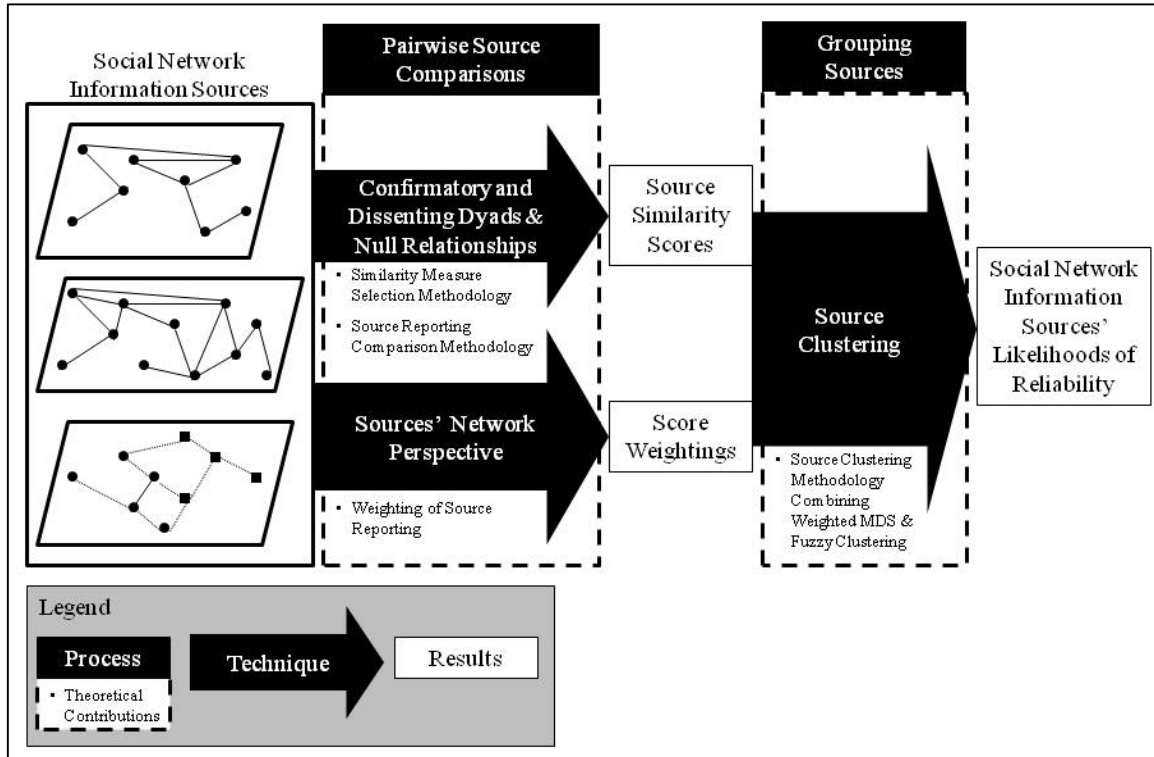 Social Network
Information Sources
Pairwise Source
Comparisons
Confirmatory and
Dissenting Dyads &
Null Relationships
▪ Similarity Measure
Selection Methodology
▪ Source Reporting
Comparison Methodology
Sources' Network
Perspective
▪ Weighting of Source
Reporting
Source
Similarity
Scores
Score
Weightings
Grouping
Sources
Source
Clustering
▪ Source Clustering
Methodology
Combining
Weighted MDS &
Fuzzy Clustering
Social Network
Information
Sources'
Likelihoods of
Reliability
Legend
Process
▪ Theoretical
Contributions
Technique
Results